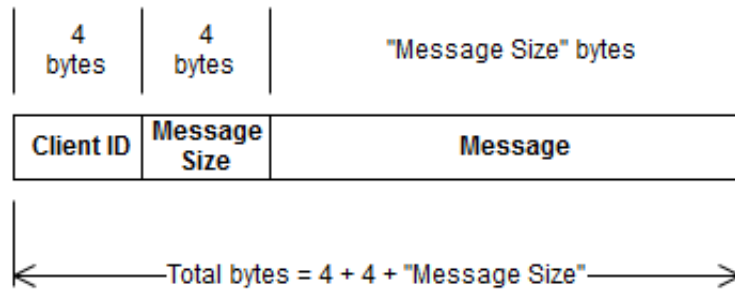 4
bytes
4
bytes
"Message Size" bytes
Client ID
Message
Size
Message
Total bytes = 4 + 4 + "Message Size"